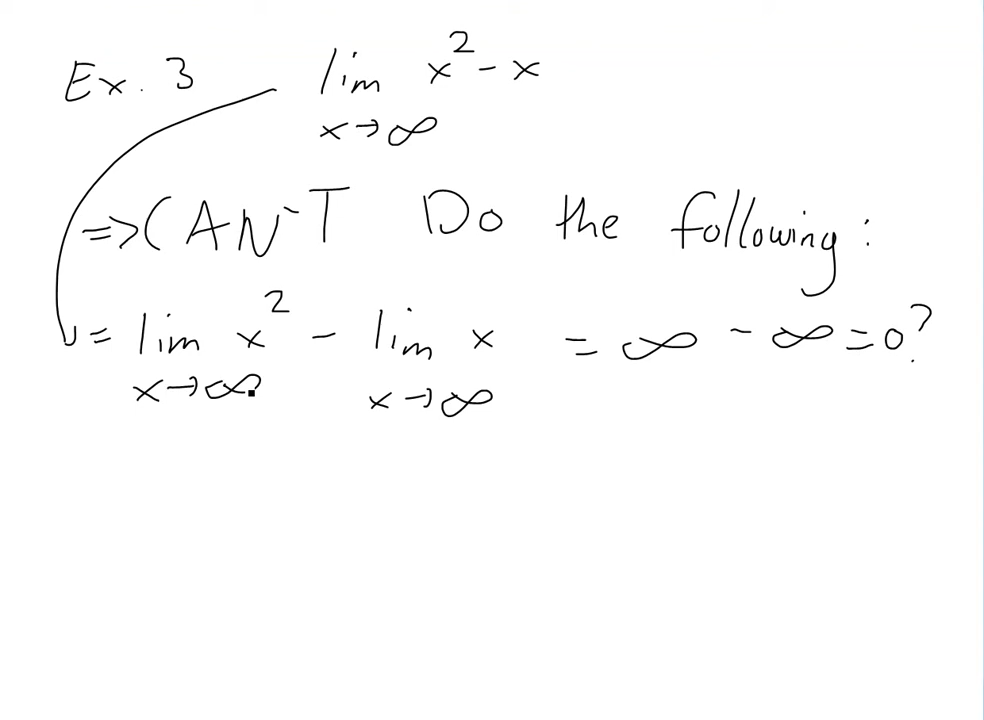 Ex. 3 lim x² - x
x→∞
=> CAN'T Do the following:
= lim x² - lim x = ∞ - ∞ = 0?
x→∞ x→∞